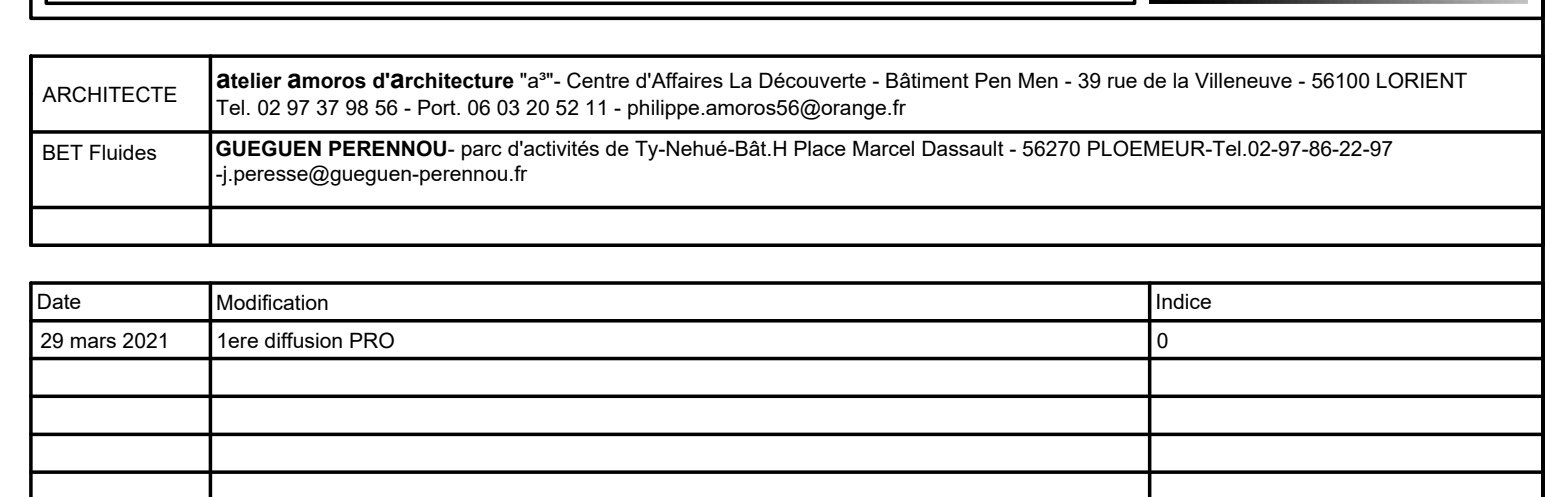 ARCHITECTE
atelier amoros d'architecture "a³"- Centre d'Affaires La Découverte - Bâtiment Pen Men - 39 rue de la Villeneuve - 56100 LORIENT
Tel. 02 97 37 98 56 - Port. 06 03 20 52 11 - philippe.amoros56@orange.fr
BET Fluides
GUEGUEN PERENNOU- parc d'activités de Ty-Nehué-Bât.H Place Marcel Dassault - 56270 PLOEMEUR-Tel.02-97-86-22-97
-j.peresse@gueguen-perennou.fr
Date Modification Indice
29 mars 2021 1ere diffusion PRO 0